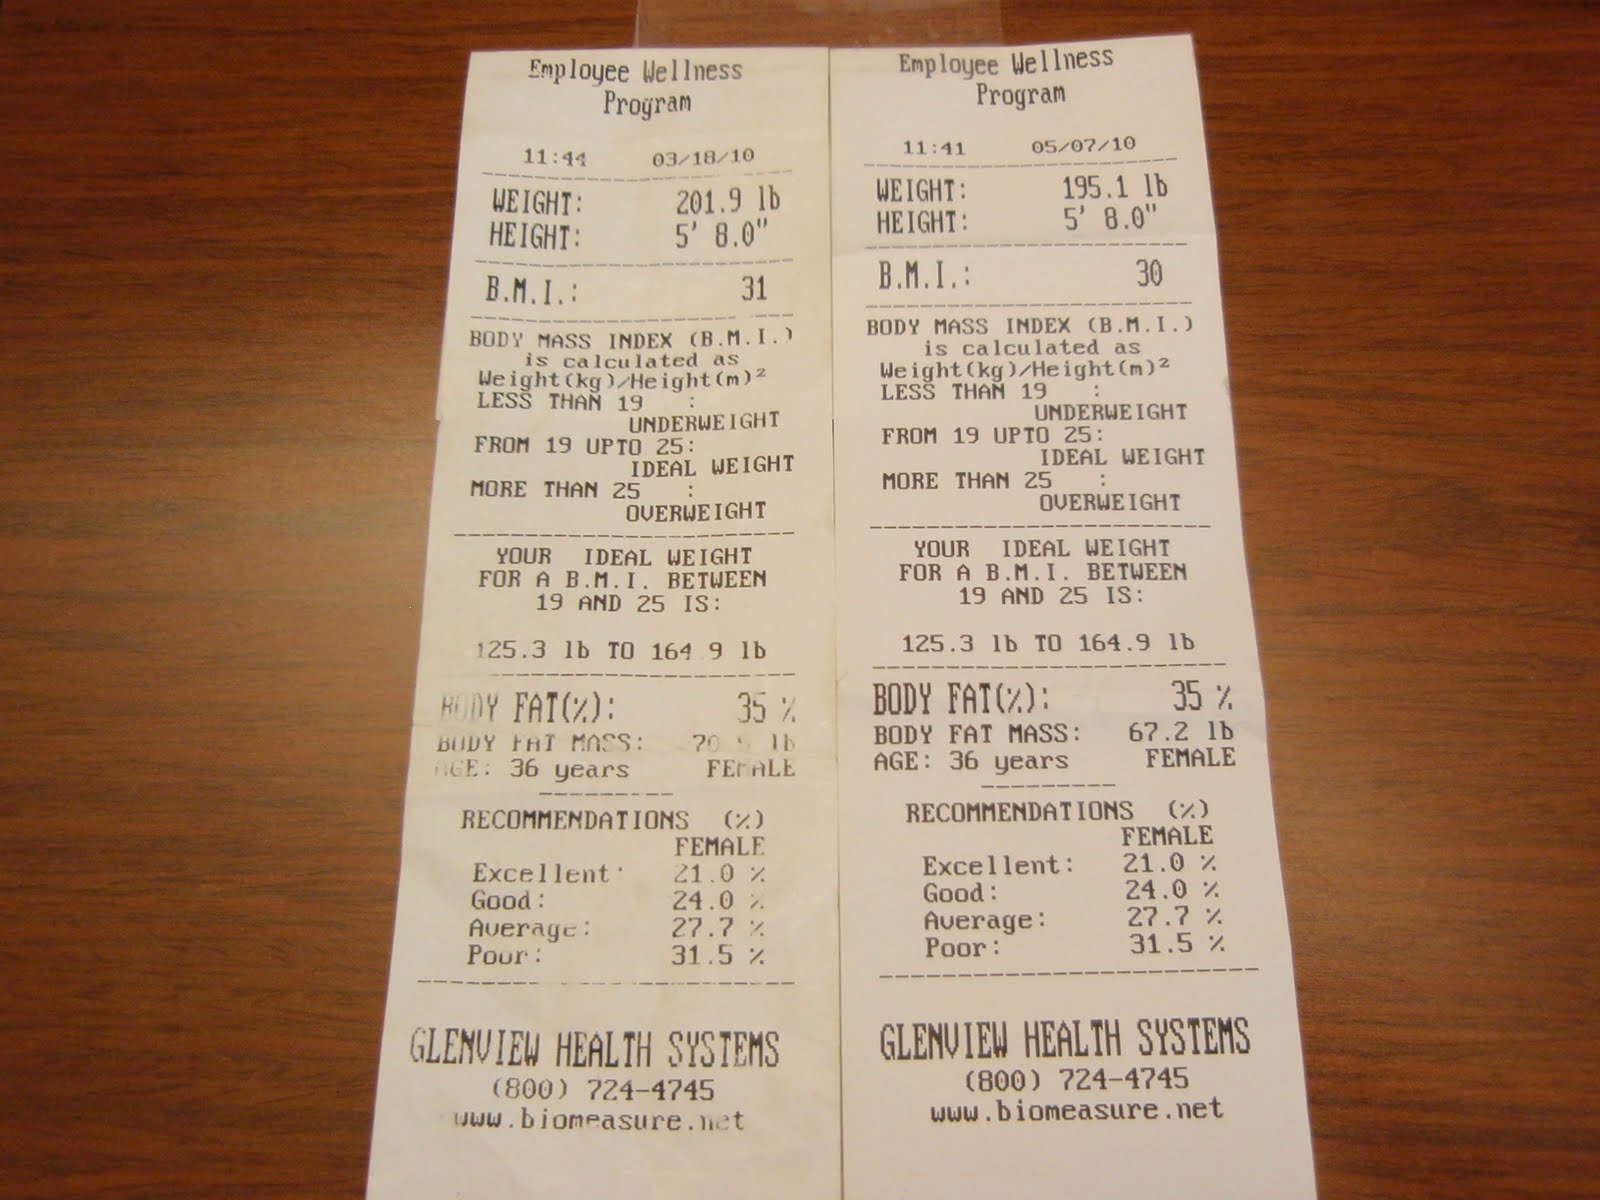 Employee Wellness
Program
11:44 03/18/10
WEIGHT: 201.9 lb
HEIGHT: 5' 8.0"
B.M.I.: 31
BODY MASS INDEX (B.M.I.)
is calculated as
Weight(kg)/Height(m)²
LESS THAN 19 :
UNDERWEIGHT
FROM 19 UPTO 25:
IDEAL WEIGHT
MORE THAN 25 :
OVERWEIGHT
YOUR IDEAL WEIGHT
FOR A B.M.I. BETWEEN
19 AND 25 IS:
125.3 lb TO 164.9 lb
BODY FAT(%): 35 %
BODY FAT MASS: lb
AGE: 36 years FEMALE
RECOMMENDATIONS (%)
FEMALE
Excellent: 21.0 %
Good: 24.0 %
Average: 27.7 %
Poor: 31.5 %
GLENVIEW HEALTH SYSTEMS
(800) 724-4745
www.biomeasure.net
Employee Wellness
Program
11:41 05/07/10
WEIGHT: 195.1 lb
HEIGHT: 5' 8.0"
B.M.I.: 30
BODY MASS INDEX (B.M.I.)
is calculated as
Weight(kg)/Height(m)²
LESS THAN 19 :
UNDERWEIGHT
FROM 19 UPTO 25:
IDEAL WEIGHT
MORE THAN 25 :
OVERWEIGHT
YOUR IDEAL WEIGHT
FOR A B.M.I. BETWEEN
19 AND 25 IS:
125.3 lb TO 164.9 lb
BODY FAT(%): 35 %
BODY FAT MASS: 67.2 lb
AGE: 36 years FEMALE
RECOMMENDATIONS (%)
FEMALE
Excellent: 21.0 %
Good: 24.0 %
Average: 27.7 %
Poor: 31.5 %
GLENVIEW HEALTH SYSTEMS
(800) 724-4745
www.biomeasure.net